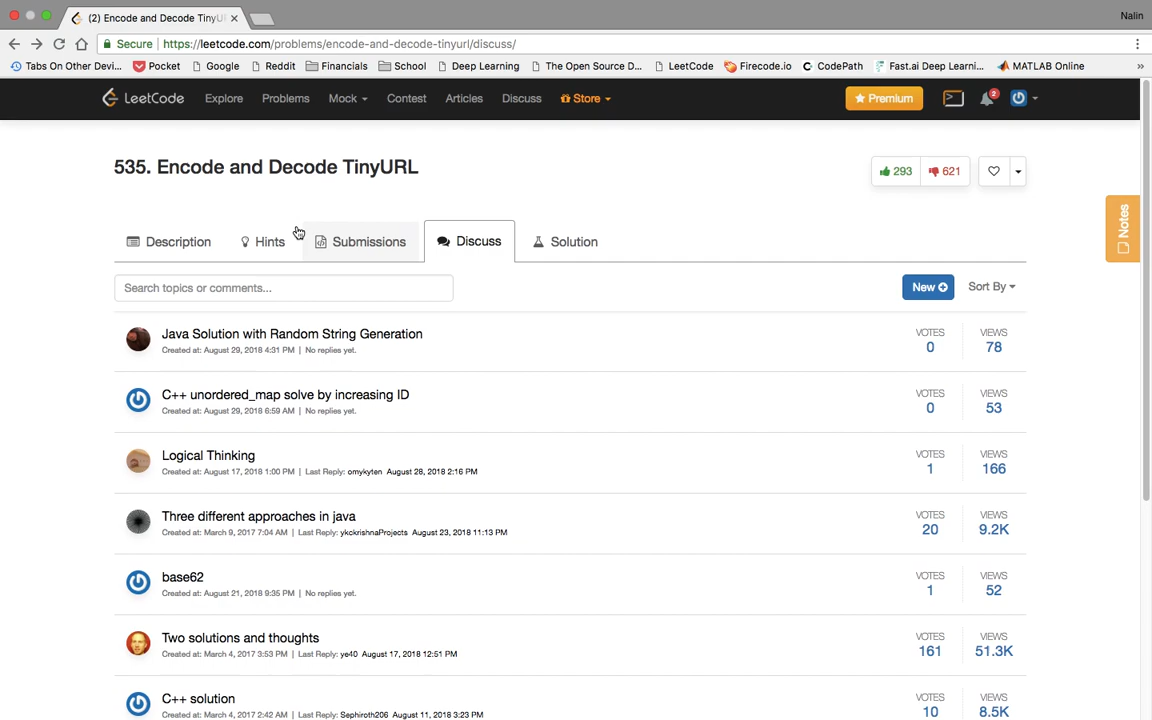 (2) Encode and Decode TinyU
Nalin
Secure https://leetcode.com/problems/encode-and-decode-tinyurl/discuss/
Tabs On Other Devi... Pocket Google Reddit Financials School Deep Learning The Open Source D... LeetCode Firecode.io CodePath Fast.ai Deep Learni... MATLAB Online »
LeetCode Explore Problems Mock Contest Articles Discuss Store Premium 2
535. Encode and Decode TinyURL
293 621
Notes
Description Hints Submissions Discuss Solution
Search topics or comments...
New Sort By
Java Solution with Random String Generation
Created at: August 29, 2018 4:31 PM | No replies yet.
VOTES VIEWS
0 78
C++ unordered_map solve by increasing ID
Created at: August 29, 2018 6:59 AM | No replies yet.
VOTES VIEWS
0 53
Logical Thinking
Created at: August 17, 2018 1:00 PM | Last Reply: omykyten August 28, 2018 2:16 PM
VOTES VIEWS
1 166
Three different approaches in java
Created at: March 9, 2017 7:04 AM | Last Reply: ykckrishnaProjects August 23, 2018 11:13 PM
VOTES VIEWS
20 9.2K
base62
Created at: August 21, 2018 9:35 PM | No replies yet.
VOTES VIEWS
1 52
Two solutions and thoughts
Created at: March 4, 2017 3:53 PM | Last Reply: ye40 August 17, 2018 12:51 PM
VOTES VIEWS
161 51.3K
C++ solution
Created at: March 4, 2017 2:42 AM | Last Reply: Sephiroth206 August 11, 2018 3:23 PM
VOTES VIEWS
10 8.5K